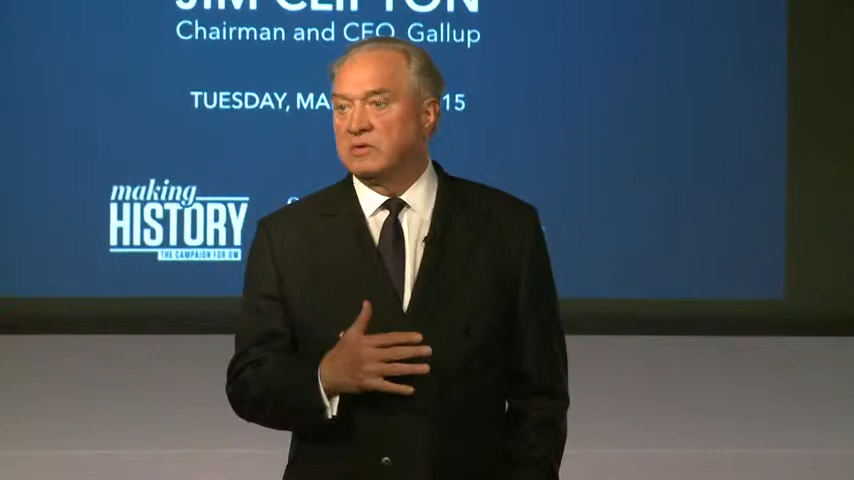 JIM CLIFTON
Chairman and CEO, Gallup
TUESDAY, MA 15
making
HISTORY
THE CAMPAIGN FOR GW